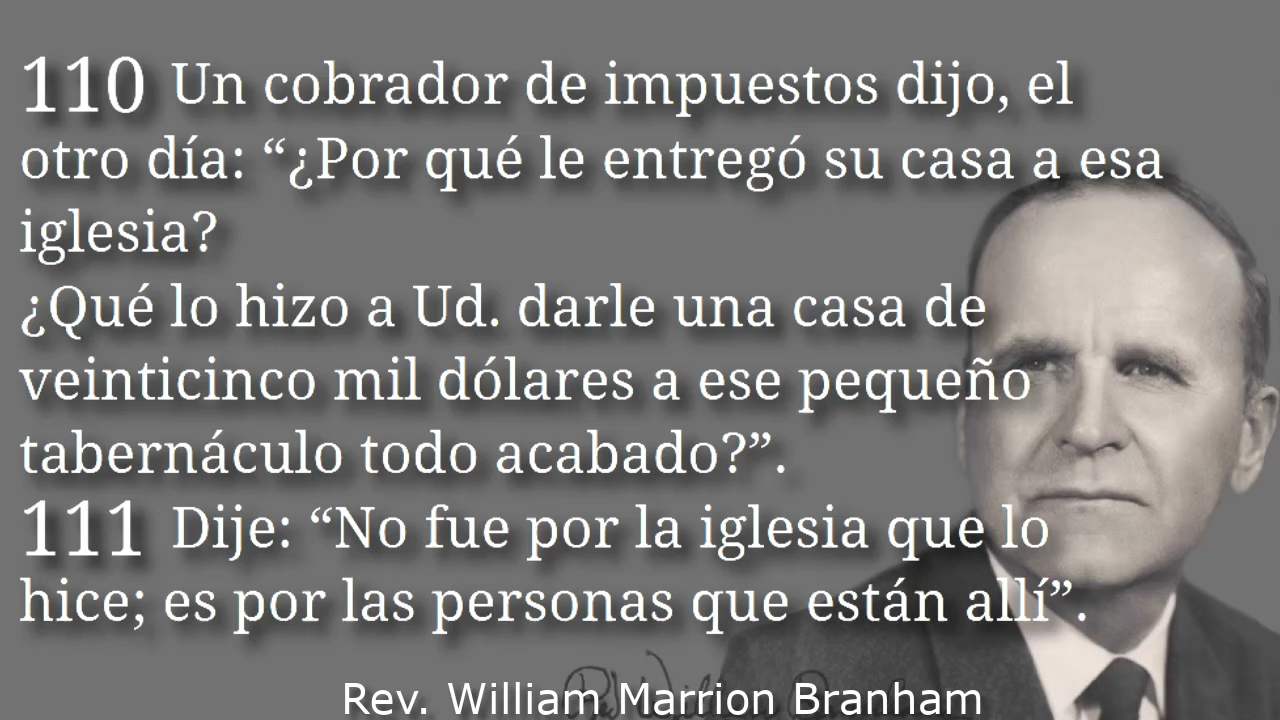 110 Un cobrador de impuestos dijo, el
otro día: “¿Por qué le entregó su casa a esa
iglesia?
¿Qué lo hizo a Ud. darle una casa de
veinticinco mil dólares a ese pequeño
tabernáculo todo acabado?”.
111 Dije: “No fue por la iglesia que lo
hice; es por las personas que están allí”.
Rev. William Marrion Branham